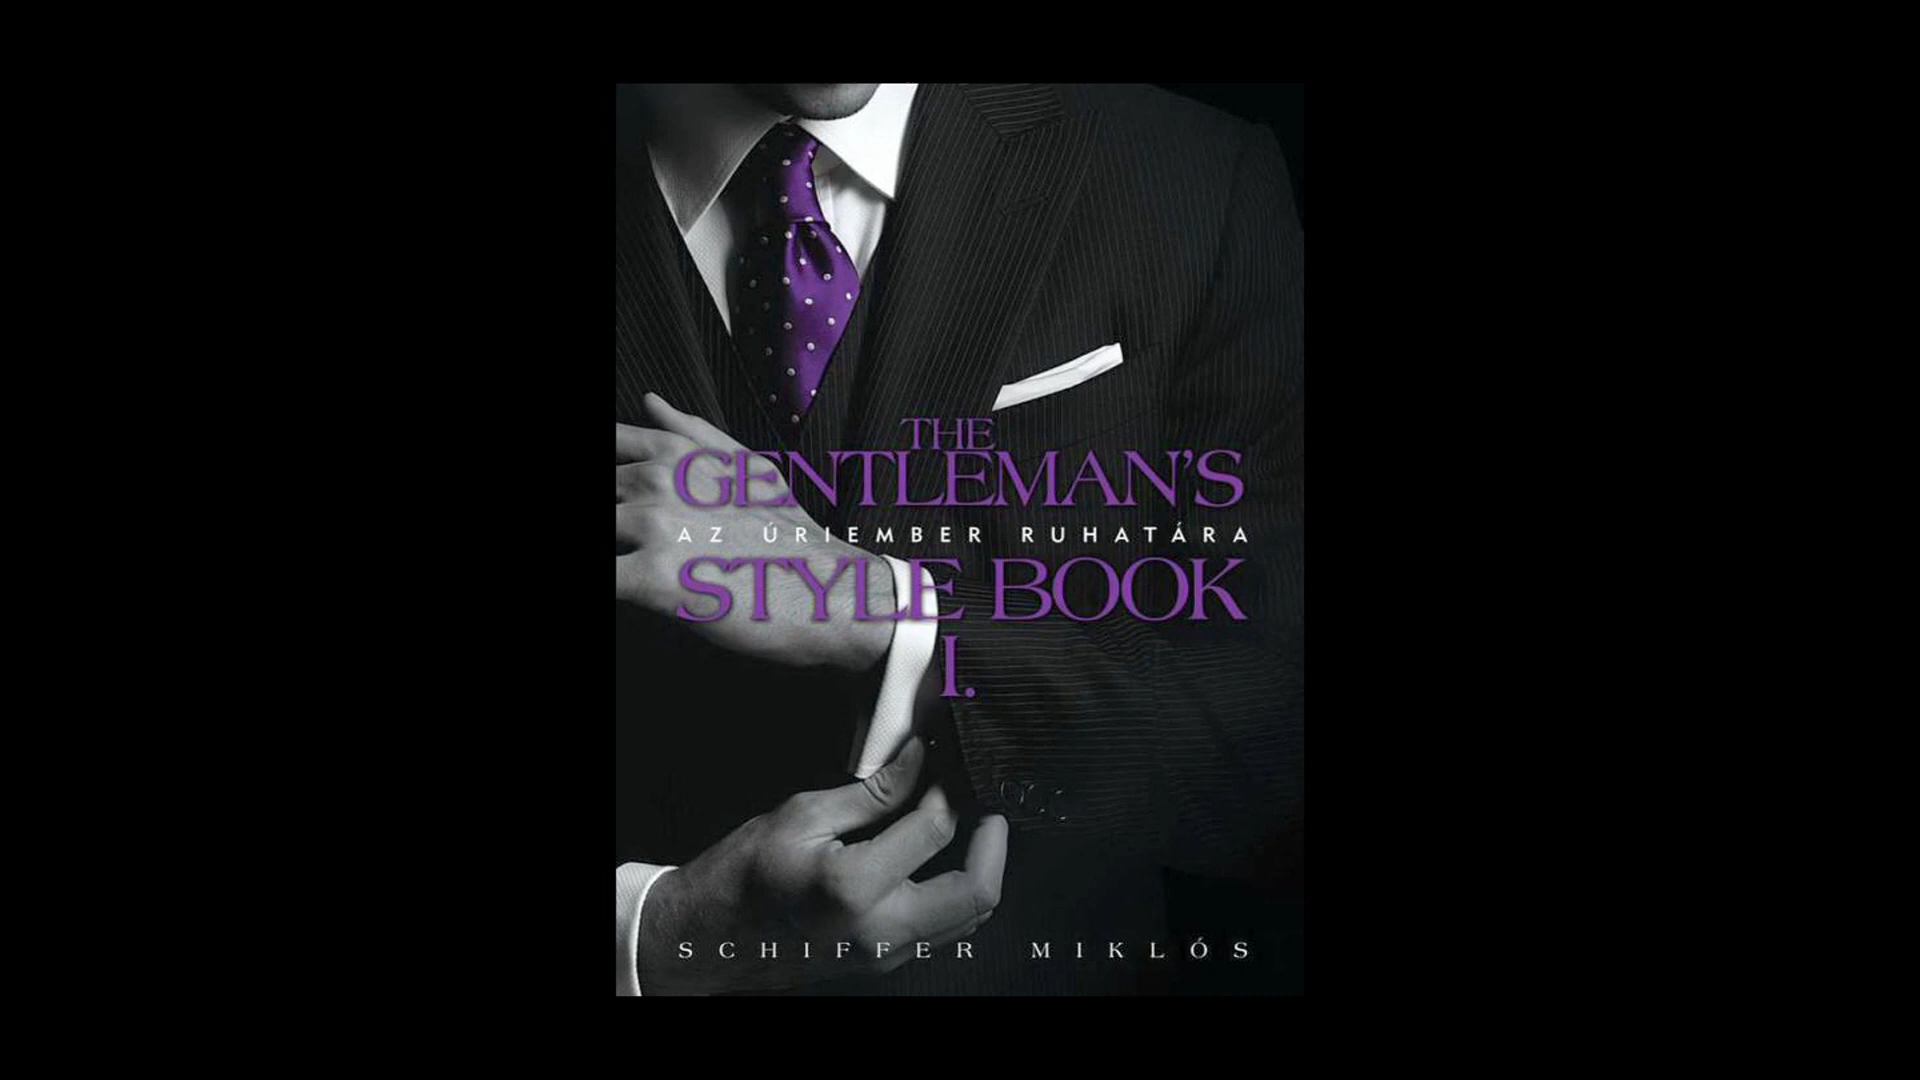 THE
GENTLEMAN'S
AZ ÚRIEMBER RUHATÁRA
STYLE BOOK
I.
SCHIFFER MIKLÓS